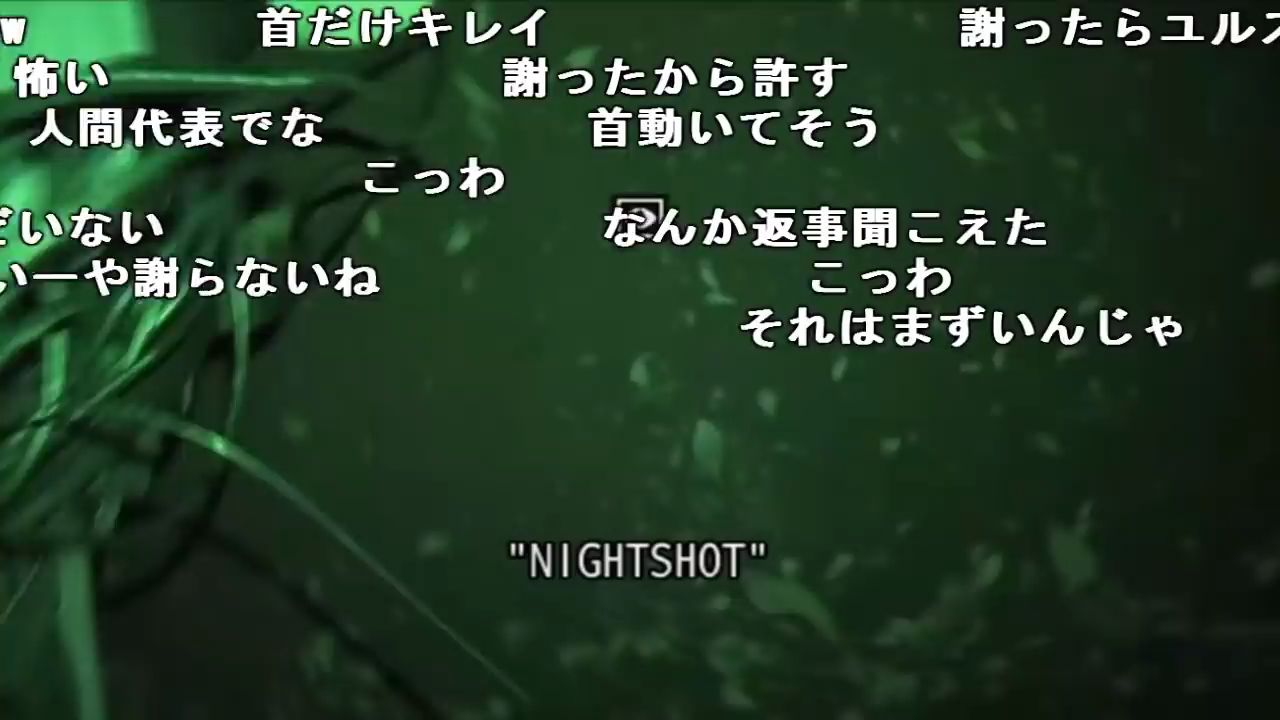 w
首だけキレイ
謝ったらユルス
怖い
謝ったから許す
人間代表でな
首動いてそう
こっわ
だいない
なんか返事聞こえた
いーや謝らないね
こっわ
それはまずいんじゃ
"NIGHTSHOT"